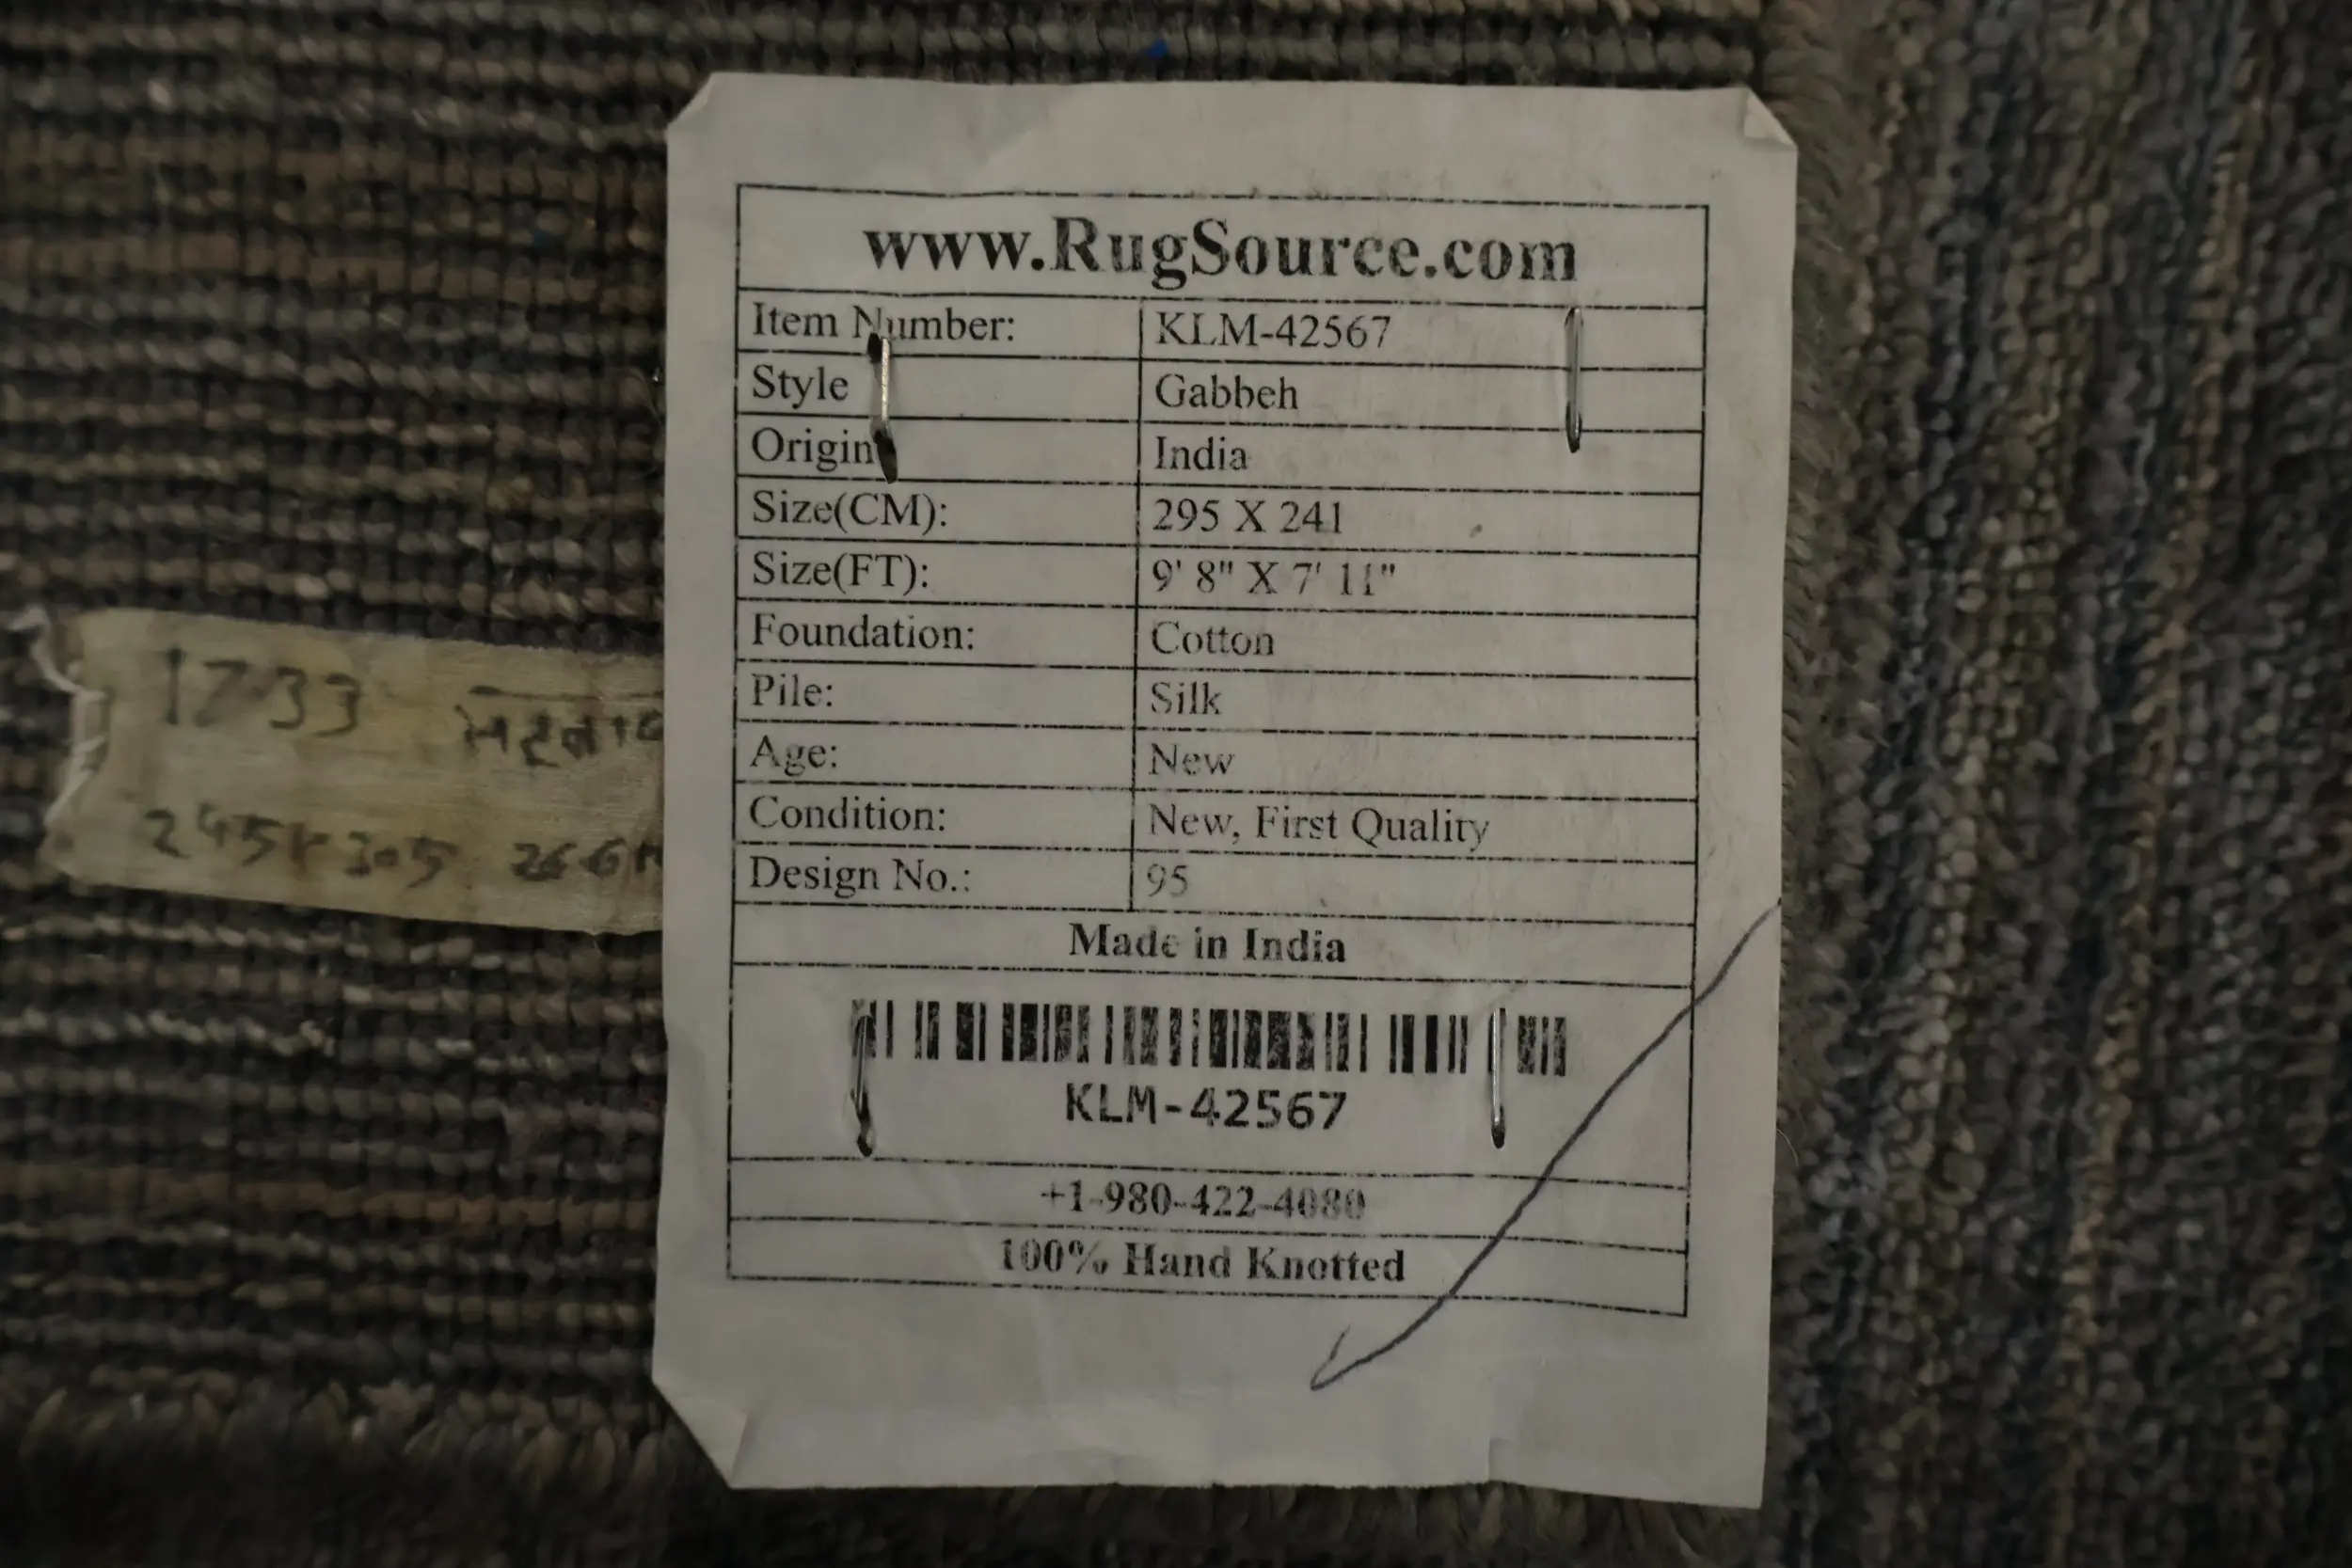 www.RugSource.com
Item Number: KLM-42567
Style Gabbeh
Origin India
Size(CM): 295 X 241
Size(FT): 9' 8" X 7' 11"
Foundation: Cotton
Pile: Silk
Age: New
Condition: New, First Quality
Design No.: 95
Made in India
KLM-42567
+1-980-422-4080
100% Hand Knotted
1733
245x305